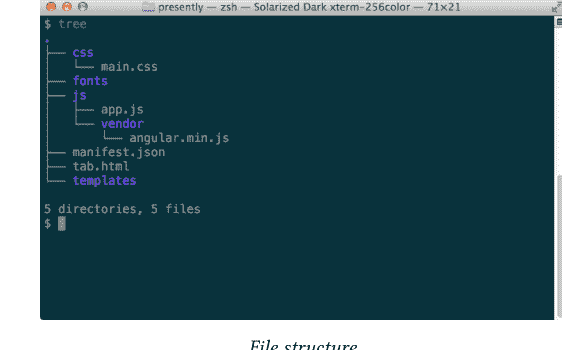 presently — zsh — Solarized Dark xterm-256color — 71×21
$ tree
.
├── css
│   └── main.css
├── fonts
├── js
│   ├── app.js
│   └── vendor
│       └── angular.min.js
├── manifest.json
├── tab.html
└── templates
5 directories, 5 files
$
File structure